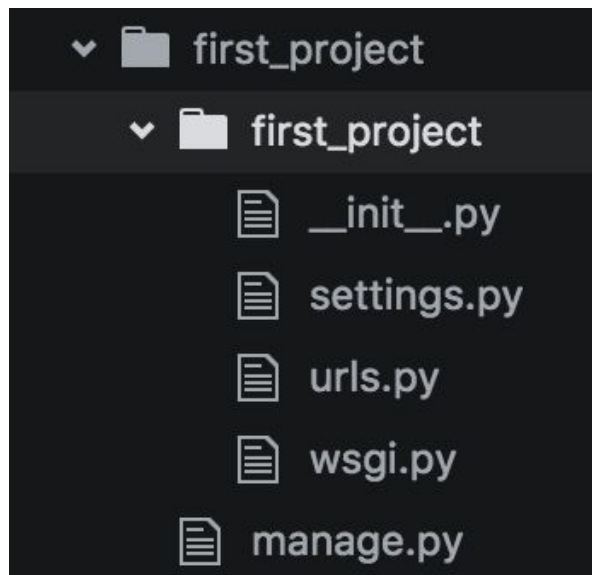 first_project
first_project
__init__.py
settings.py
urls.py
wsgi.py
manage.py